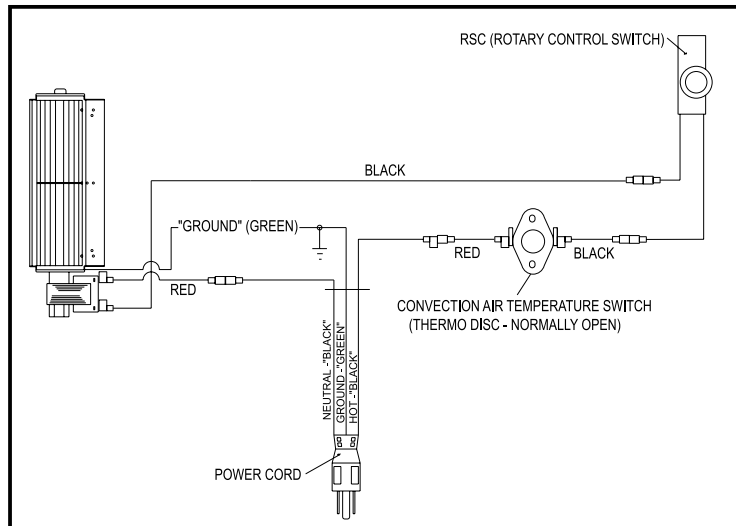 RSC (ROTARY CONTROL SWITCH)
BLACK
"GROUND" (GREEN)
RED
BLACK
RED
CONVECTION AIR TEMPERATURE SWITCH
(THERMO DISC - NORMALLY OPEN)
NEUTRAL -"BLACK"
GROUND -"GREEN"
HOT -"BLACK"
POWER CORD